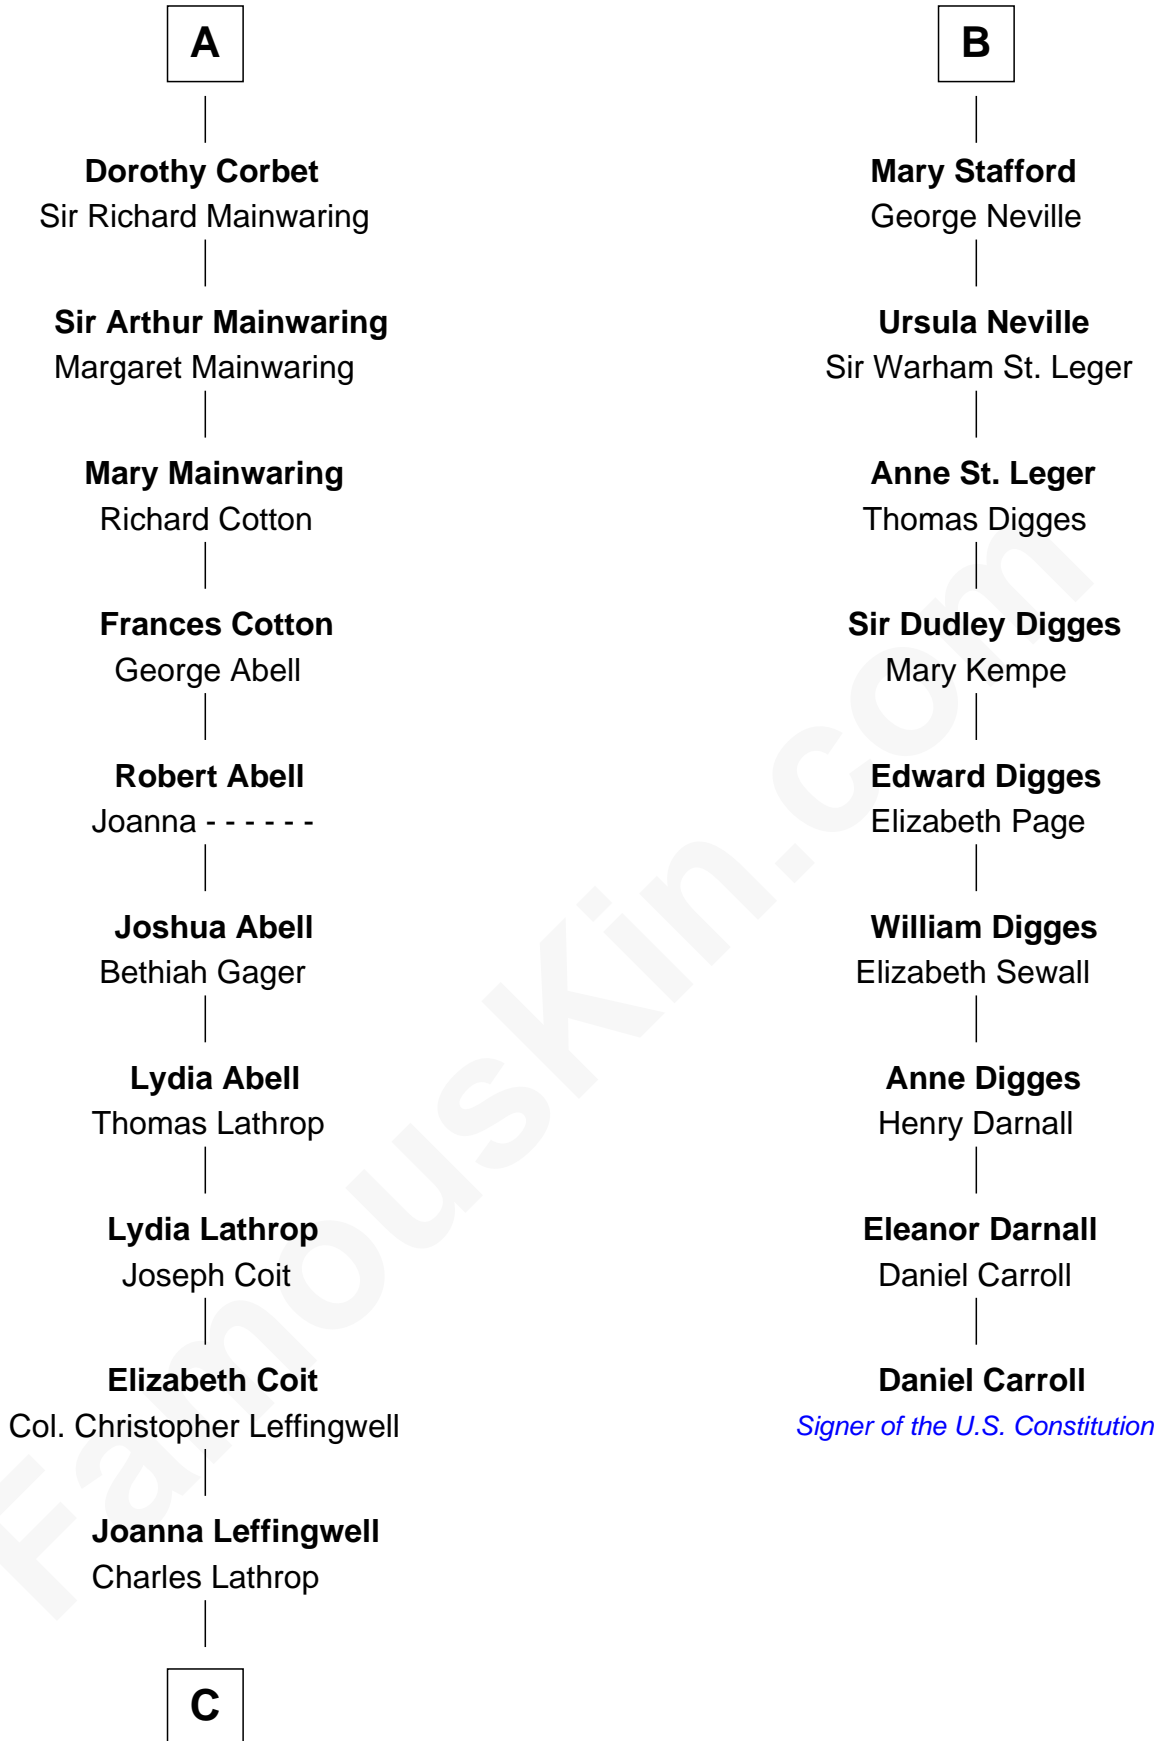 A
Dorothy Corbet
Sir Richard Mainwaring
Sir Arthur Mainwaring
Margaret Mainwaring
Mary Mainwaring
Richard Cotton
Frances Cotton
George Abell
Robert Abell
Joanna - - - - - -
Joshua Abell
Bethiah Gager
Lydia Abell
Thomas Lathrop
Lydia Lathrop
Joseph Coit
Elizabeth Coit
Col. Christopher Leffingwell
Joanna Leffingwell
Charles Lathrop
C
B
Mary Stafford
George Neville
Ursula Neville
Sir Warham St. Leger
Anne St. Leger
Thomas Digges
Sir Dudley Digges
Mary Kempe
Edward Digges
Elizabeth Page
William Digges
Elizabeth Sewall
Anne Digges
Henry Darnall
Eleanor Darnall
Daniel Carroll
Daniel Carroll
Signer of the U.S. Constitution
FamousKin.com